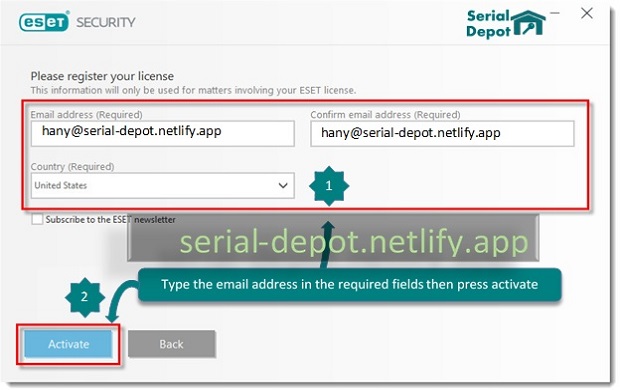 eseT SECURITY
Serial
Depot
Please register your license
This information will only be used for matters involving your ESET license.
Email address (Required)
Confirm email address (Required)
hany@serial-depot.netlify.app
hany@serial-depot.netlify.app
Country (Required)
United States
1
Subscribe to the ESET newsletter
serial-depot.netlify.app
2
Type the email address in the required fields then press activate
Activate
Back